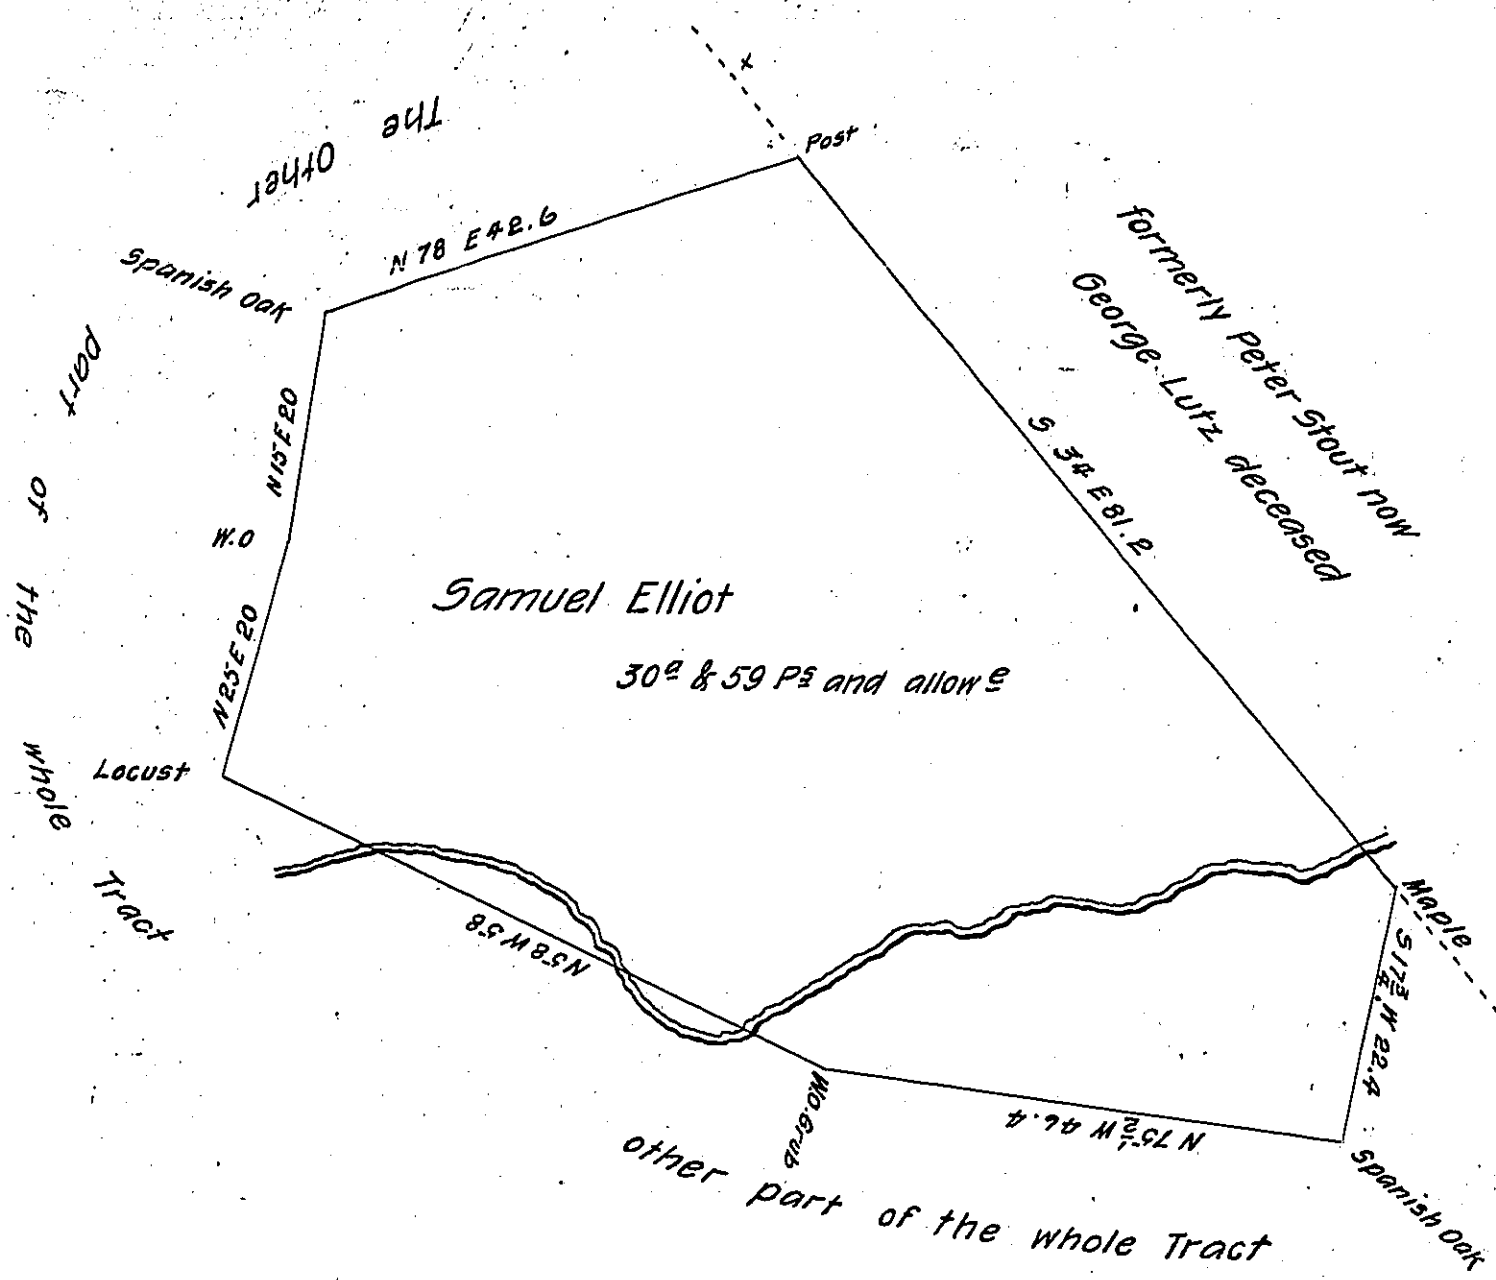 The Other part of the whole Tract
x
Post
N 78 E 42.6
Spanish Oak
formerly Peter Stout now
George Lutz deceased
N 15 E 20
S 34 E 81.2
W.O
Samuel Elliot
30ᵃ & 59 Pˢ and allowᵉ
N 25 E 20
Locust
Maple
S 17¾ W 22.4
N 58 W 58
W.O. Grub
N 75½ W 46.4
Spanish Oak
other part of the whole Tract